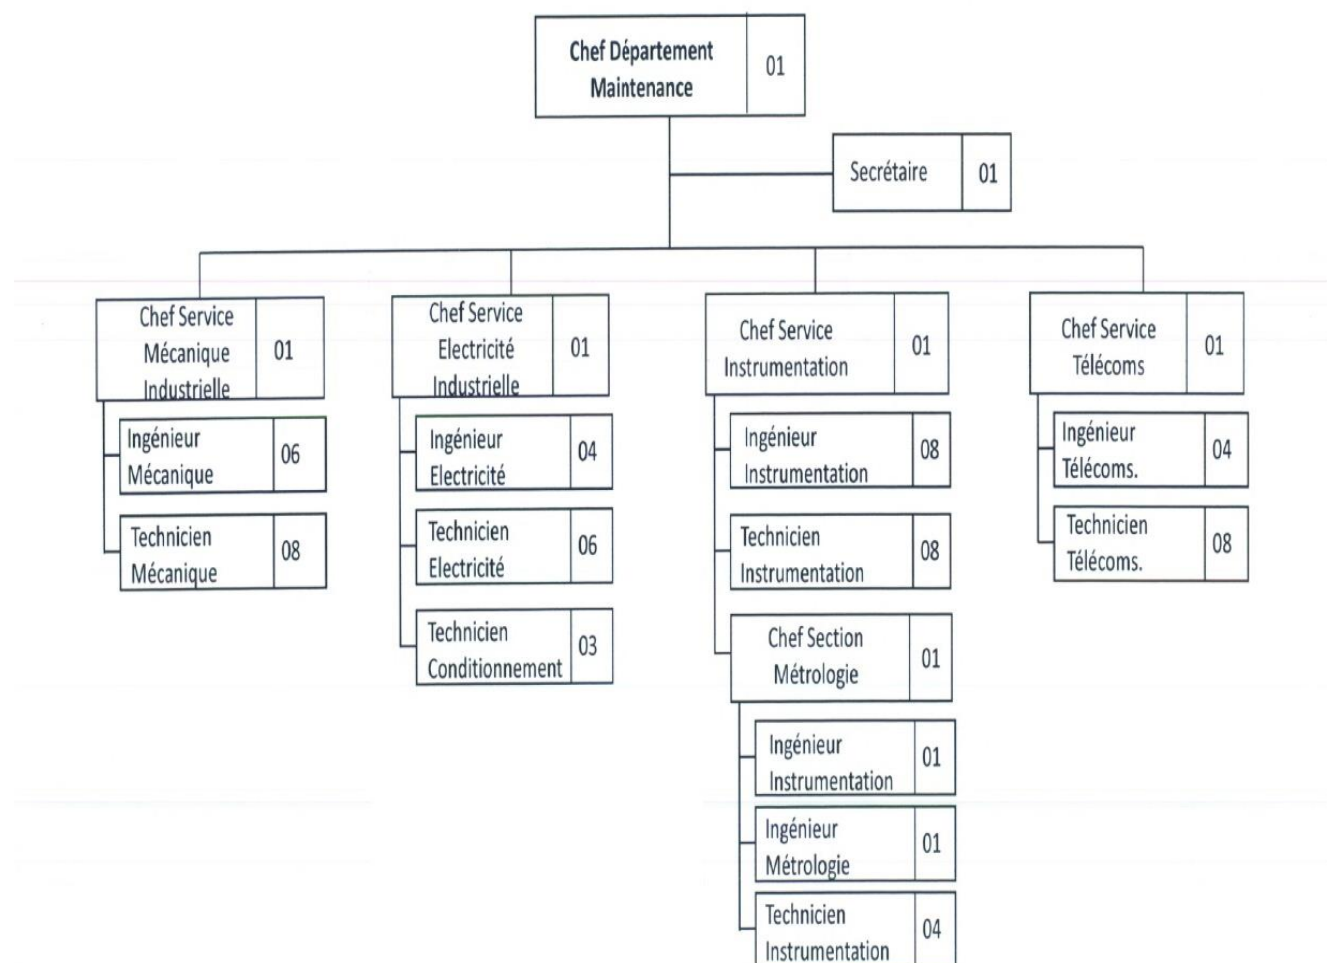 Chef Département
Maintenance
01
Secrétaire
01
Chef Service
Mécanique
Industrielle
01
Ingénieur
Mécanique
06
Technicien
Mécanique
08
Chef Service
Electricité
Industrielle
01
Ingénieur
Electricité
04
Technicien
Electricité
06
Technicien
Conditionnement
03
Chef Service
Instrumentation
01
Ingénieur
Instrumentation
08
Technicien
Instrumentation
08
Chef Section
Métrologie
01
Ingénieur
Instrumentation
01
Ingénieur
Métrologie
01
Technicien
Instrumentation
04
Chef Service
Télécoms
01
Ingénieur
Télécoms.
04
Technicien
Télécoms.
08